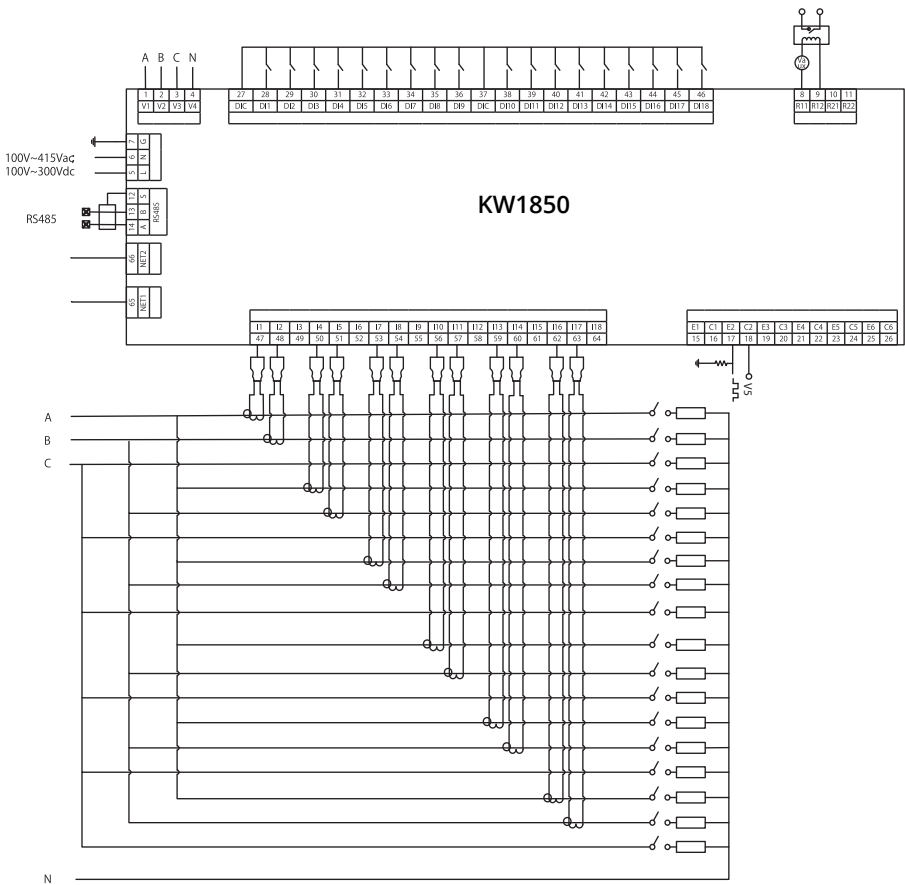 A B C N
1 2 3 4
V1 V2 V3 V4
27 28 29 30 31 32 33 34 35 36 37 38 39 40 41 42 43 44 45 46
DIC DI1 DI2 DI3 DI4 DI5 DI6 DI7 DI8 DI9 DIC DI10 DI11 DI12 DI13 DI14 DI15 DI16 DI17 DI18
Va
ux
8 9 10 11
R11 R12 R21 R22
7 G
100V~415Vac
6 N
100V~300Vdc
5 L
12 S
RS485
13 B
14 A
RS485
66 NET2
65 NET1
KW1850
I1 I2 I3 I4 I5 I6 I7 I8 I9 I10 I11 I12 I13 I14 I15 I16 I17 I18
47 48 49 50 51 52 53 54 55 56 57 58 59 60 61 62 63 64
E1 C1 E2 C2 E3 C3 E4 C4 E5 C5 E6 C6
15 16 17 18 19 20 21 22 23 24 25 26
V5
A
B
C
N